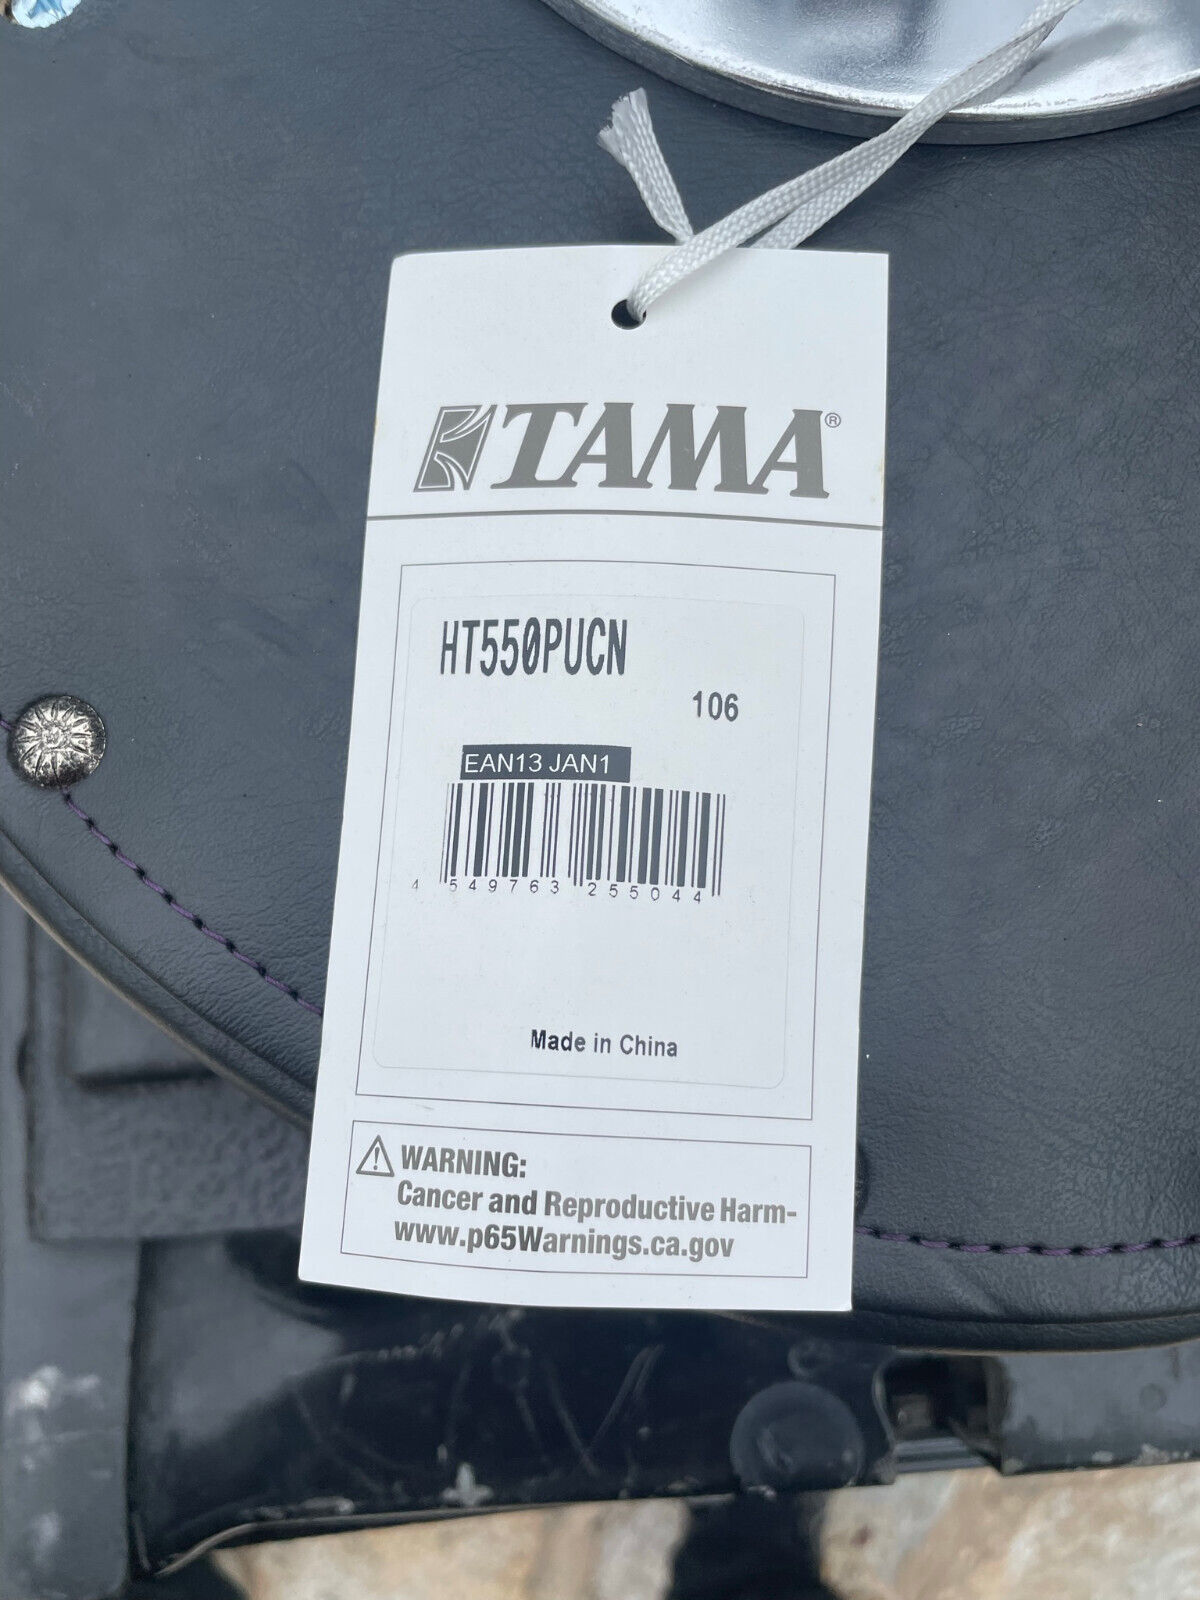 TAMA®
HT550PUCN
106
EAN13 JAN1
4 549763 255044
Made in China
WARNING:
Cancer and Reproductive Harm-
www.p65Warnings.ca.gov